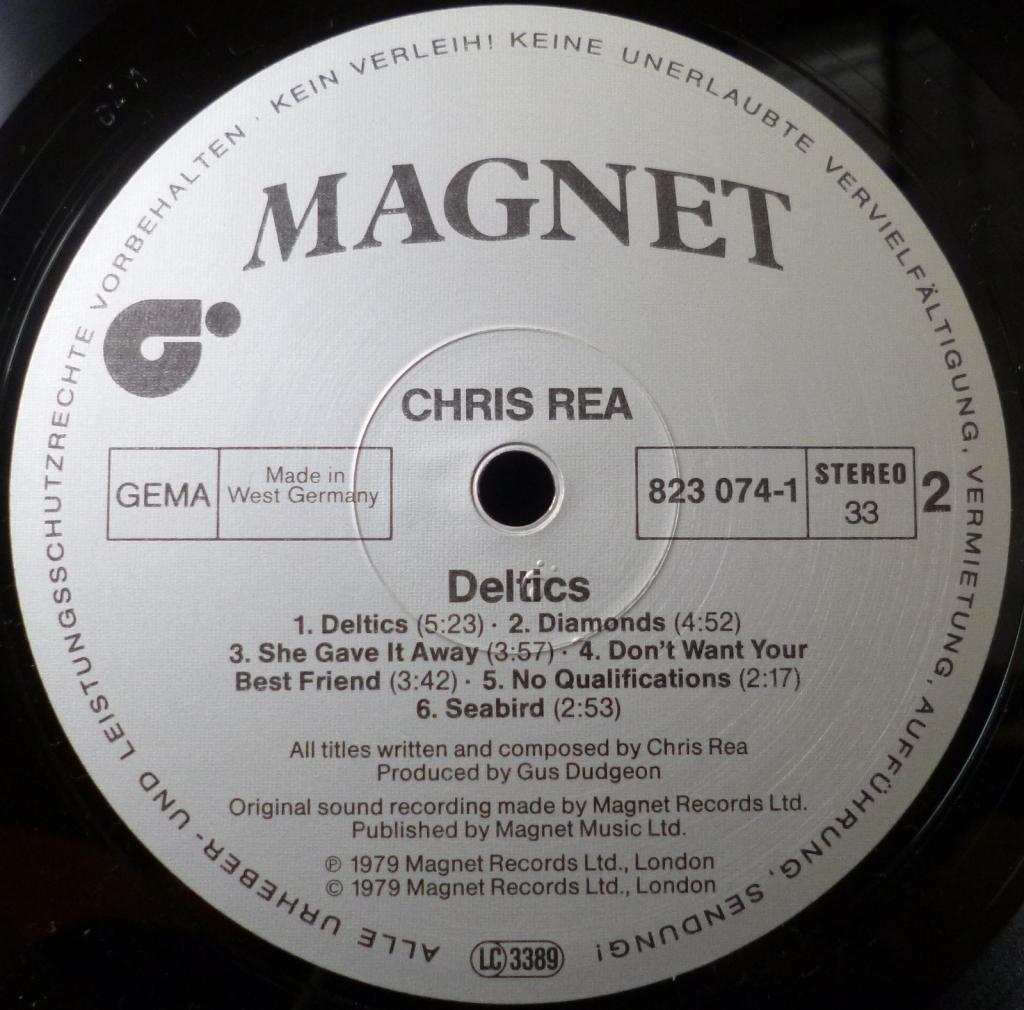 ALLE URHEBER- UND LEISTUNGSSCHUTZRECHTE VORBEHALTEN · KEIN VERLEIH! KEINE UNERLAUBTE VERVIELFÄLTIGUNG, VERMIETUNG, AUFFÜHRUNG, SENDUNG!
MAGNET
CHRIS REA
GEMA
Made in
West Germany
823 074-1
STEREO
33
2
Deltics
1. Deltics (5:23) · 2. Diamonds (4:52)
3. She Gave It Away (3:57) · 4. Don't Want Your
Best Friend (3:42) · 5. No Qualifications (2:17)
6. Seabird (2:53)
All titles written and composed by Chris Rea
Produced by Gus Dudgeon
Original sound recording made by Magnet Records Ltd.
Published by Magnet Music Ltd.
℗ 1979 Magnet Records Ltd., London
© 1979 Magnet Records Ltd., London
LC 3389